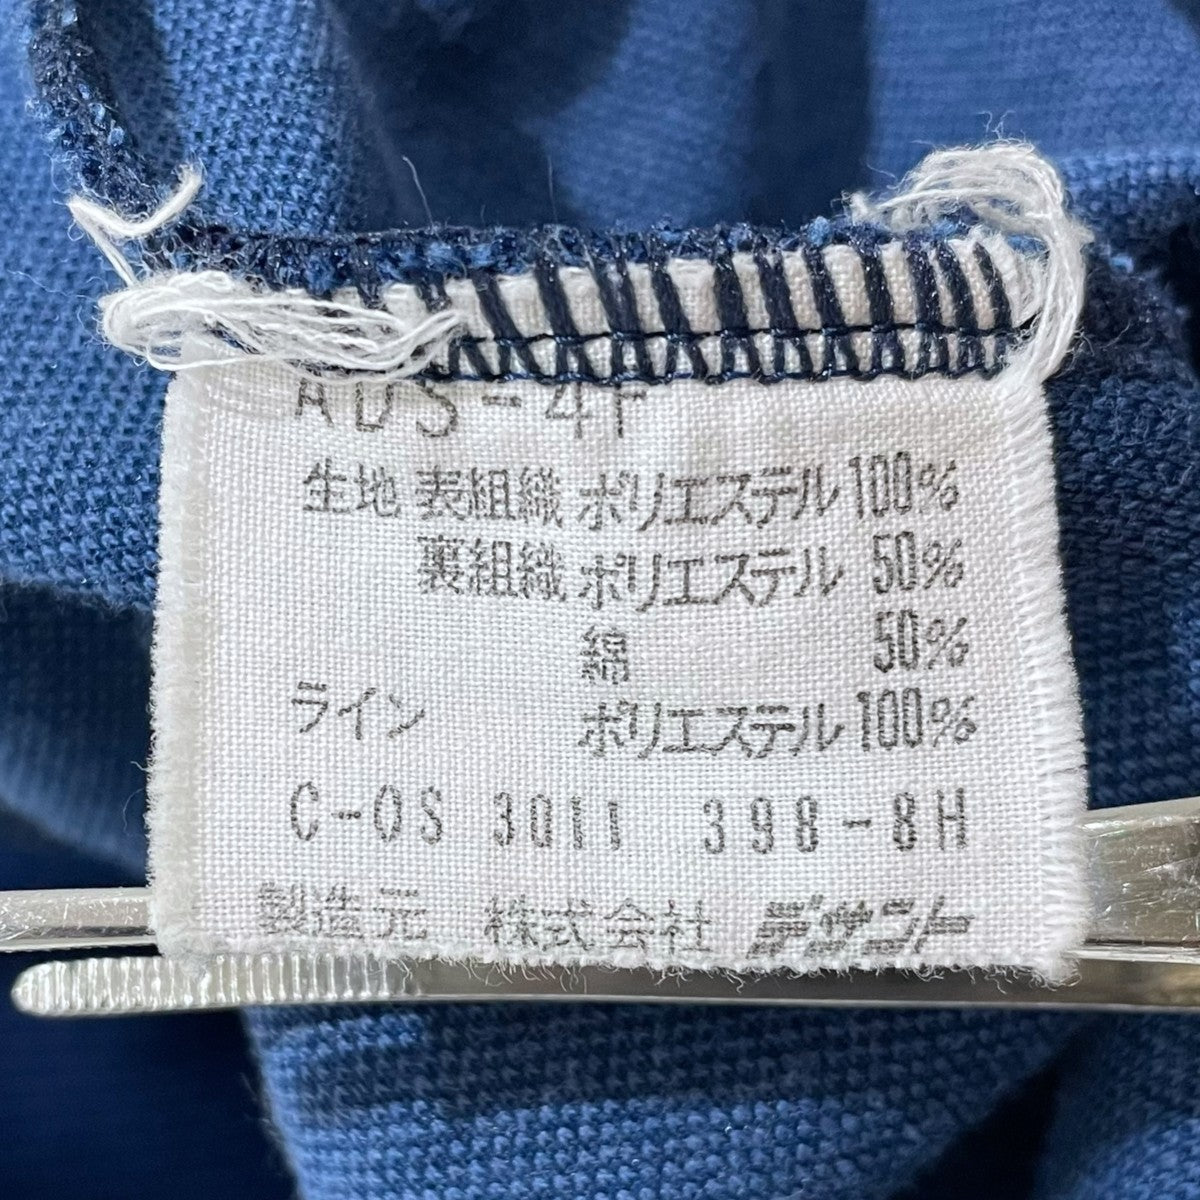 ADS-4F
生地 表組織 ポリエステル 100%
裏組織 ポリエステル 50%
綿 50%
ライン ポリエステル 100%
C-OS 3011 398-8H
製造元 株式会社 デサント